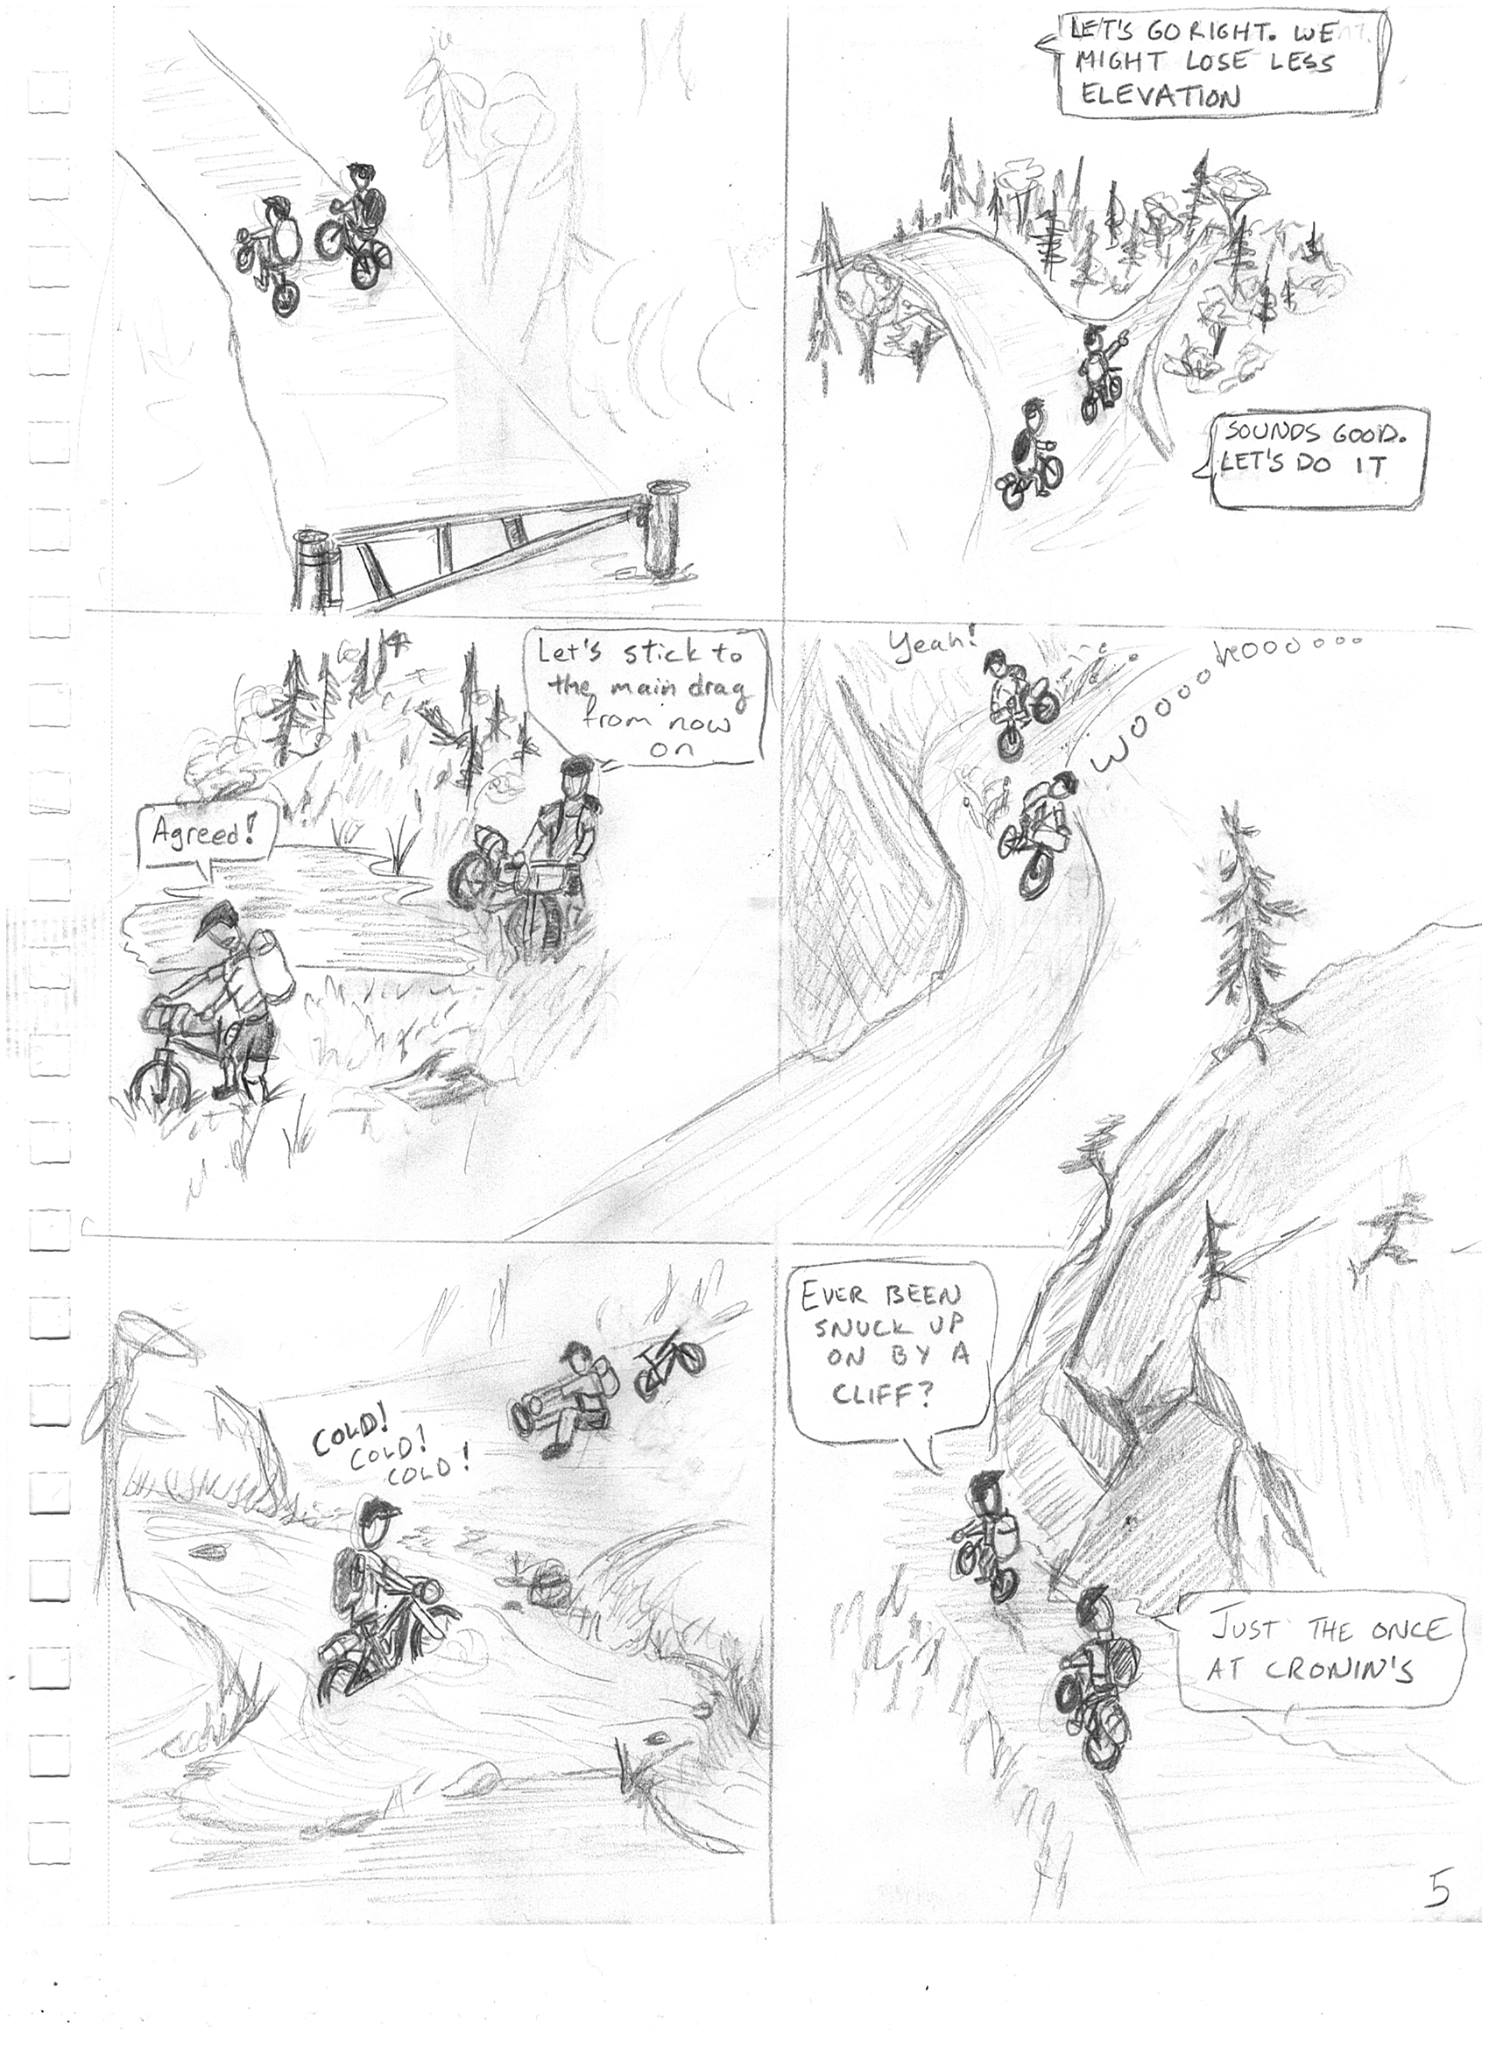 LET'S GO RIGHT. WE
MIGHT LOSE LESS
ELEVATION
SOUNDS GOOD.
LET'S DO IT
Let's stick to
the main drag
from now
on
Agreed!
Yeah!
Wooooohooooooo
COLD!
COLD!
COLD!
EVER BEEN
SNUCK UP
ON BY A
CLIFF?
JUST THE ONCE
AT CRONIN'S
5